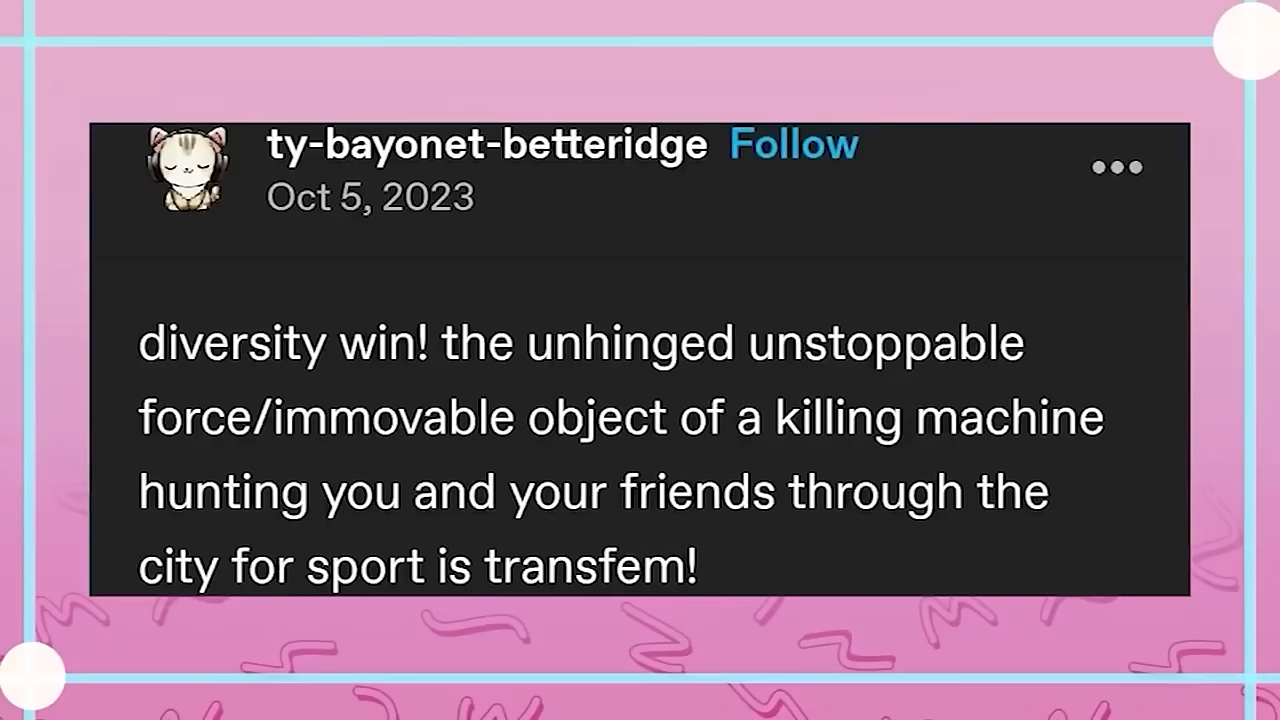 ty-bayonet-betteridge Follow
Oct 5, 2023
diversity win! the unhinged unstoppable
force/immovable object of a killing machine
hunting you and your friends through the
city for sport is transfem!